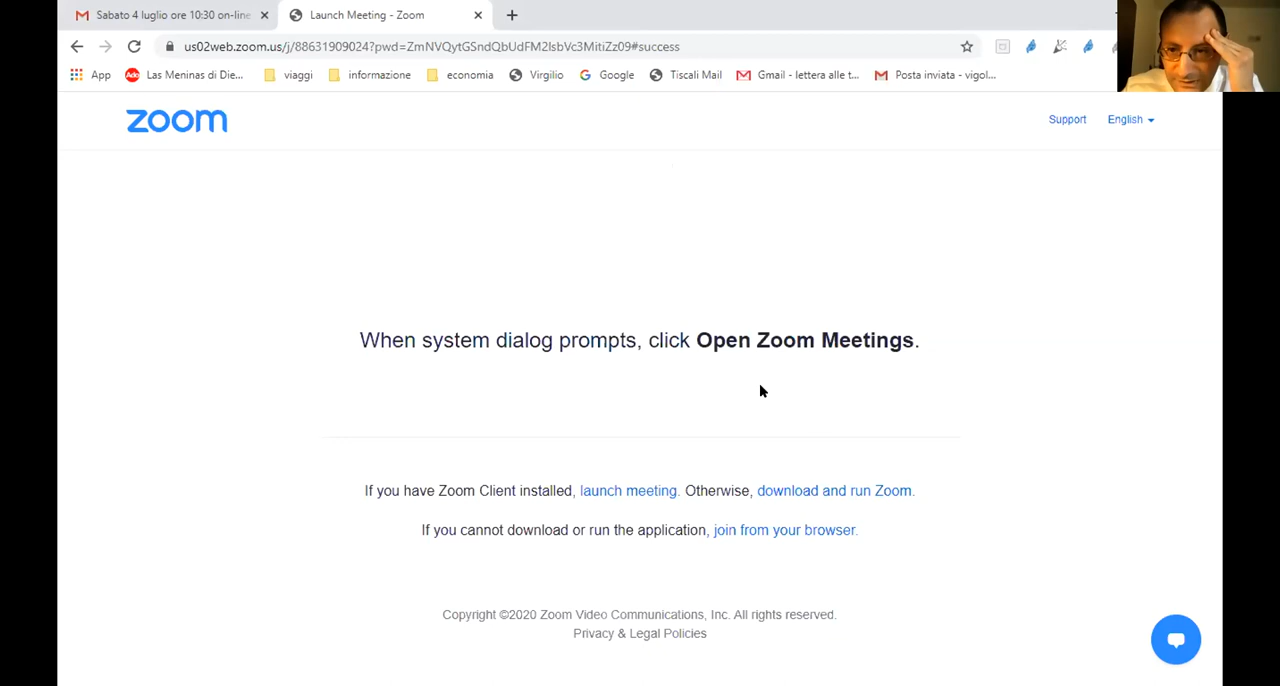 Sabato 4 luglio ore 10:30 on-line
Launch Meeting - Zoom
us02web.zoom.us/j/88631909024?pwd=ZmNVQytGSndQbUdFM2lsbVc3MitiZz09#success
App Las Meninas di Die... viaggi informazione economia Virgilio Google Tiscali Mail Gmail - lettera alle t... Posta inviata - vigol...
zoom
Support English
When system dialog prompts, click Open Zoom Meetings.
If you have Zoom Client installed, launch meeting. Otherwise, download and run Zoom.
If you cannot download or run the application, join from your browser.
Copyright ©2020 Zoom Video Communications, Inc. All rights reserved.
Privacy & Legal Policies